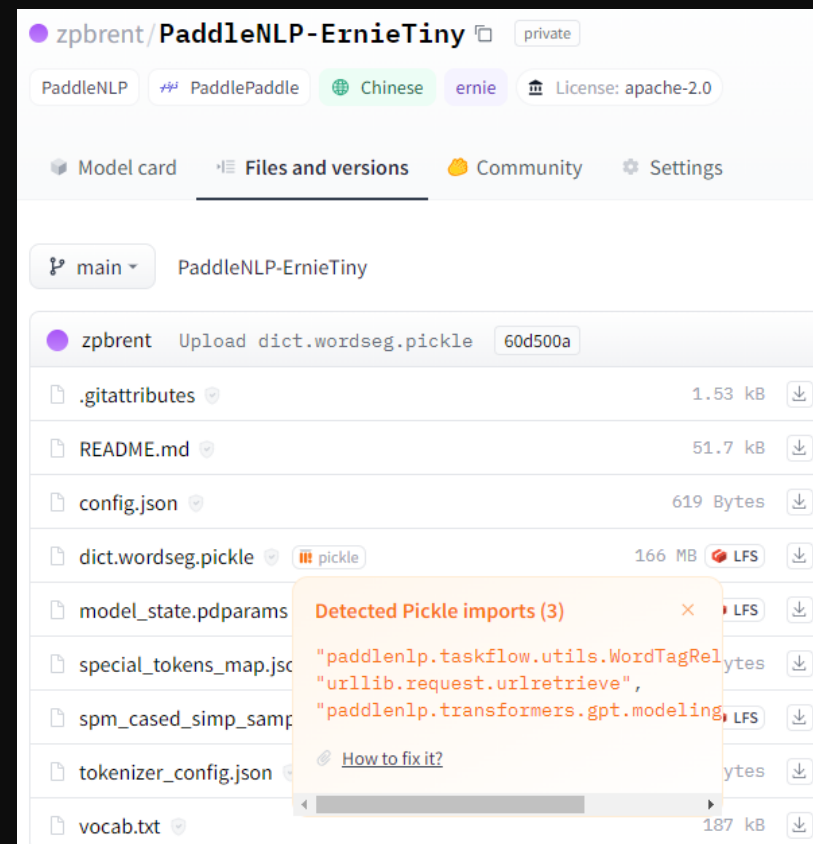 zpbrent/PaddleNLP-ErnieTiny private
PaddleNLP PaddlePaddle Chinese ernie License: apache-2.0
Model card Files and versions Community Settings
main PaddleNLP-ErnieTiny
zpbrent Upload dict.wordseg.pickle 60d500a
.gitattributes 1.53 kB
README.md 51.7 kB
config.json 619 Bytes
dict.wordseg.pickle pickle 166 MB LFS
model_state.pdparams LFS
Detected Pickle imports (3)
"paddlenlp.taskflow.utils.WordTagRel
"urllib.request.urlretrieve",
"paddlenlp.transformers.gpt.modeling
How to fix it?
special_tokens_map.jso ytes
spm_cased_simp_samp LFS
tokenizer_config.json ytes
vocab.txt 187 kB